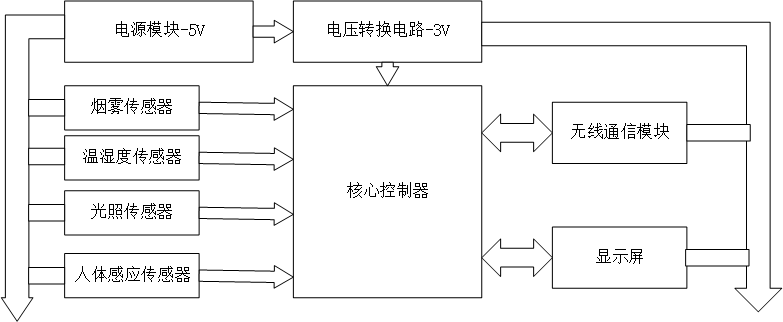 电源模块-5V
电压转换电路-3V
烟雾传感器
温湿度传感器
光照传感器
人体感应传感器
核心控制器
无线通信模块
显示屏